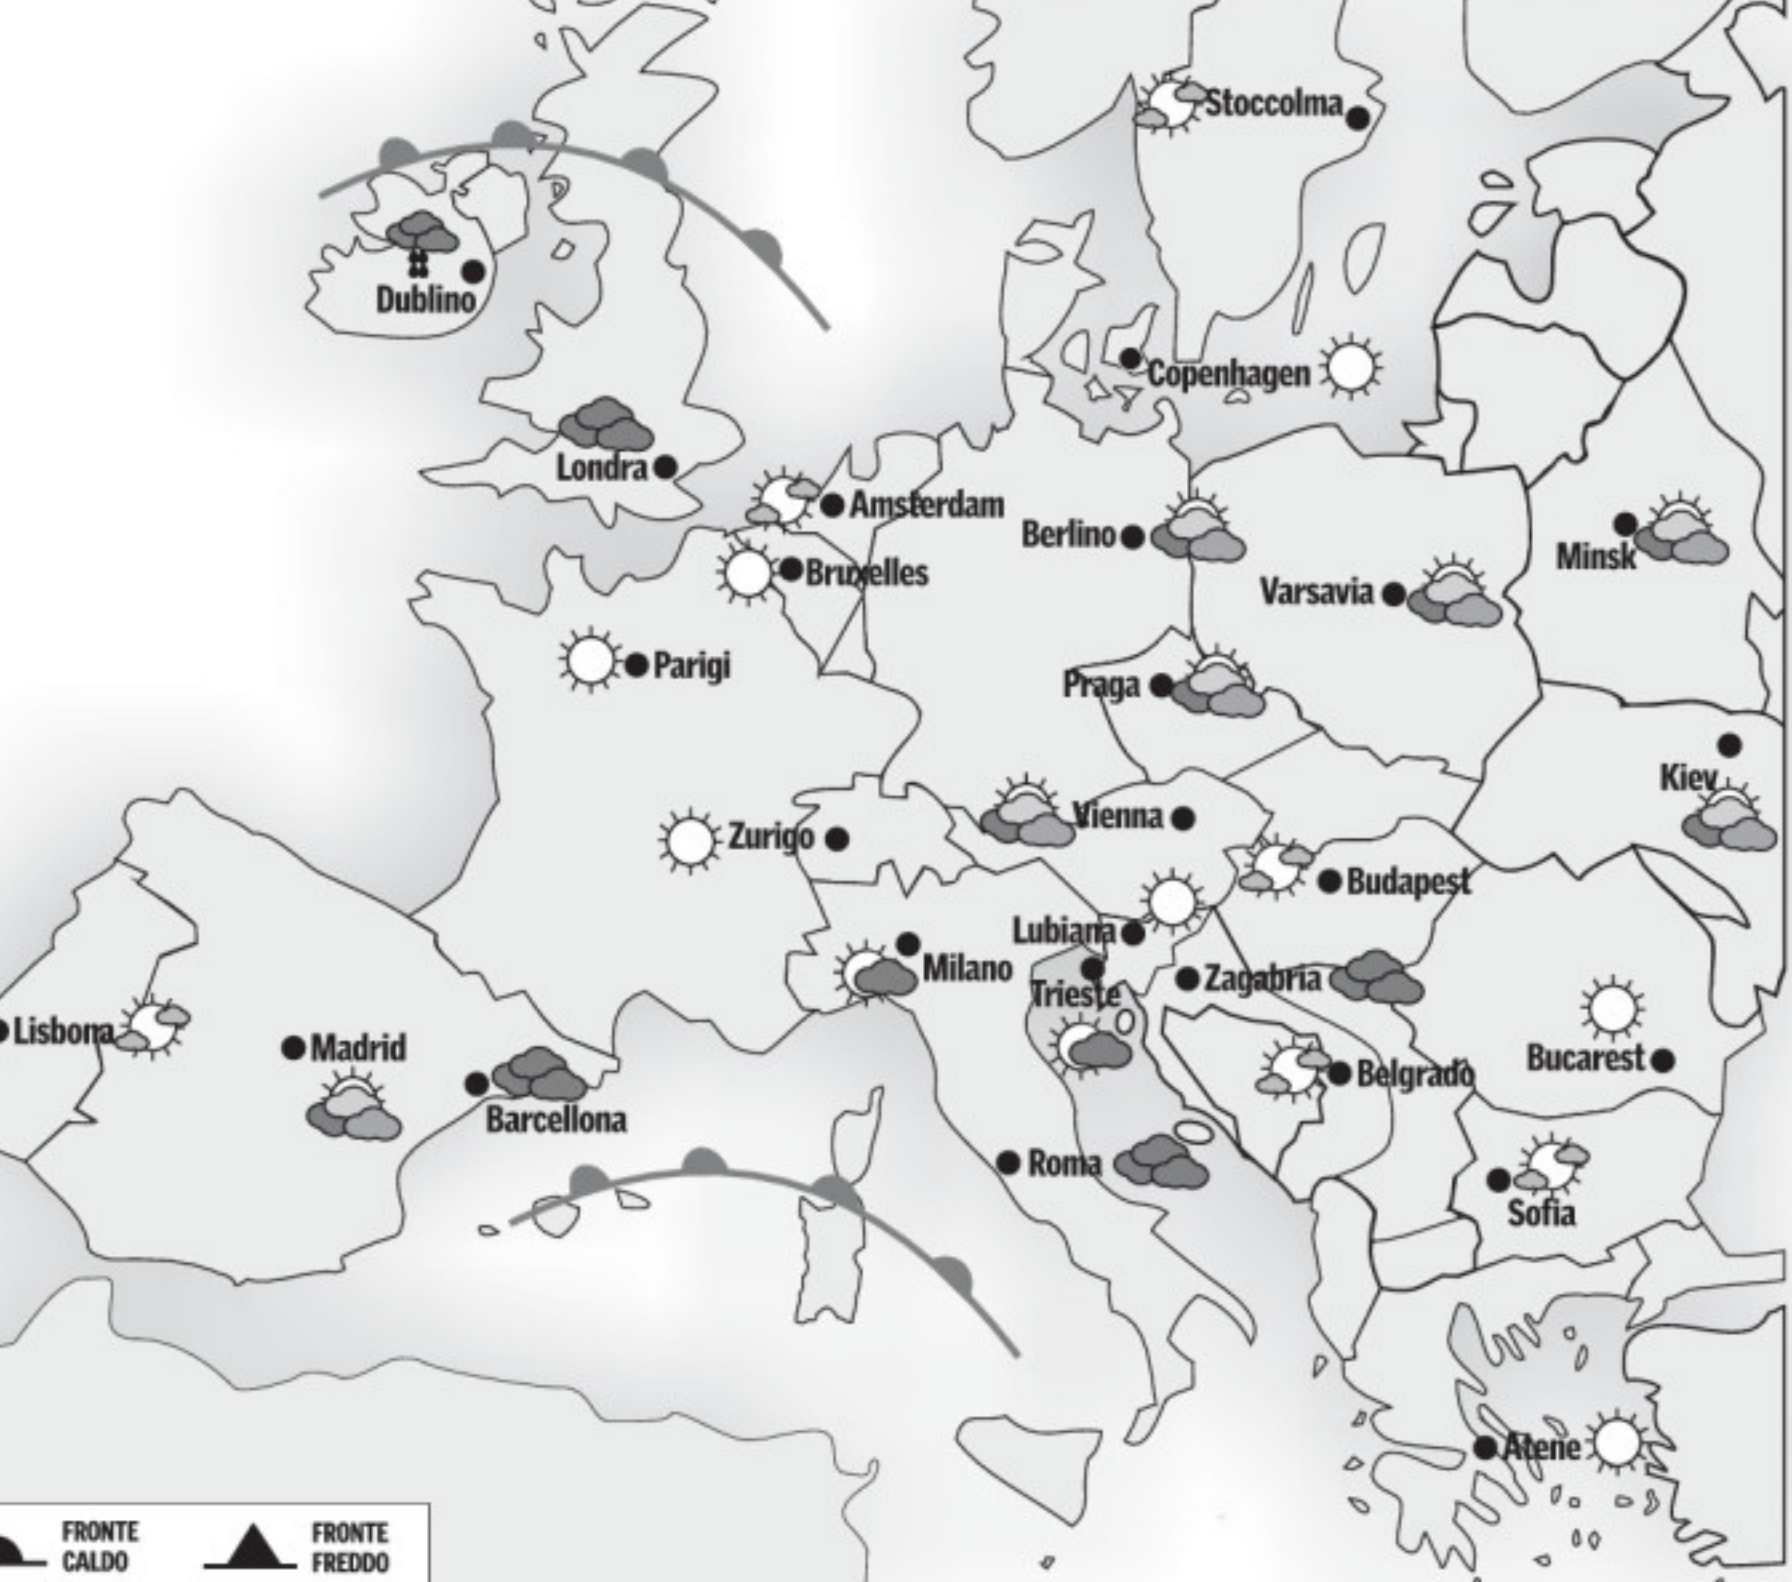 Stoccolma
Dublino
Copenhagen
Londra
Amsterdam
Berlino
Minsk
Bruxelles
Varsavia
Parigi
Praga
Kiev
Vienna
Zurigo
Budapest
Lubiana
Milano
Zagabria
Trieste
Lisbona
Madrid
Bucarest
Belgrado
Barcellona
Roma
Sofia
Atene
FRONTE
CALDO
FRONTE
FREDDO